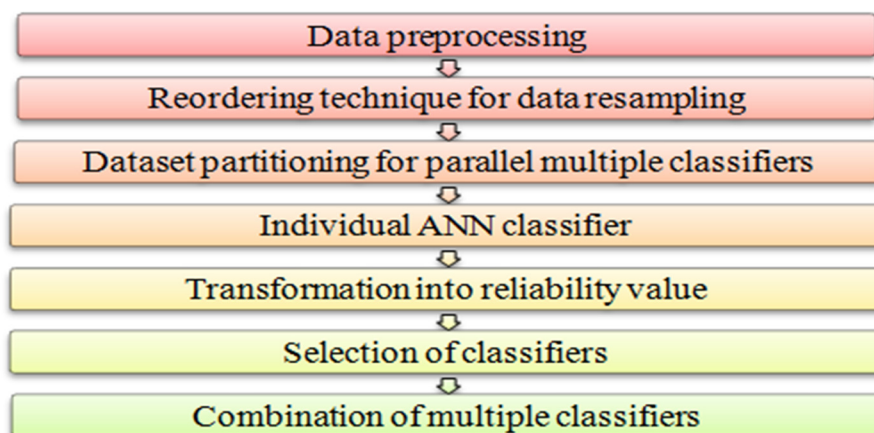 Data preprocessing
Reordering technique for data resampling
Dataset partitioning for parallel multiple classifiers
Individual ANN classifier
Transformation into reliability value
Selection of classifiers
Combination of multiple classifiers